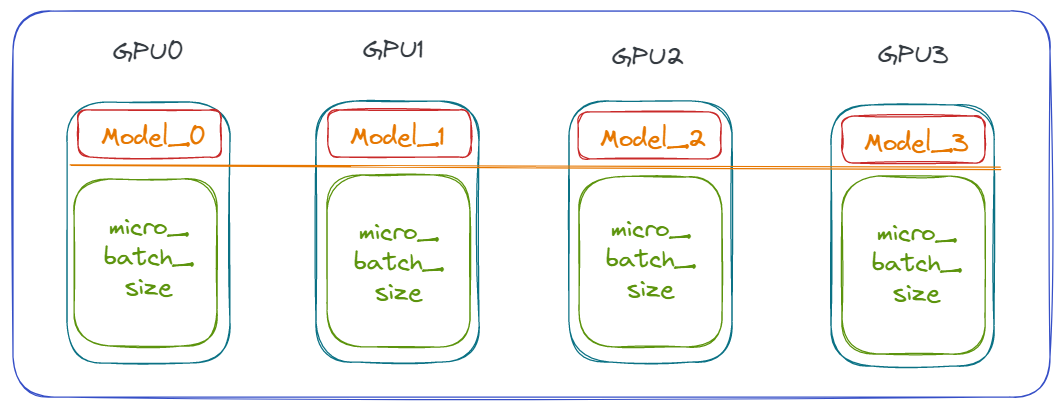 GPU0
GPU1
GPU2
GPU3
Model_0
Model_1
Model_2
Model_3
micro_
batch_
size
micro_
batch_
size
micro_
batch_
size
micro_
batch_
size